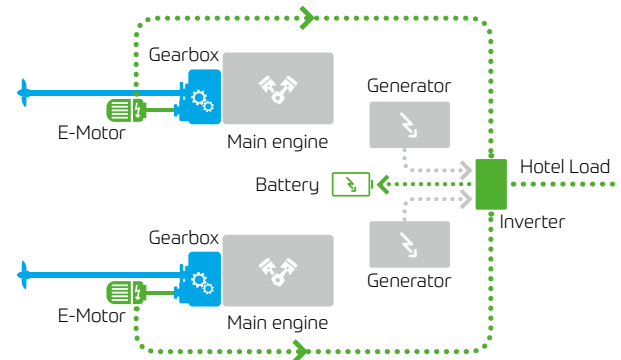 Gearbox
Generator
E-Motor
Main engine
Hotel Load
Battery
Inverter
Gearbox
Generator
E-Motor
Main engine